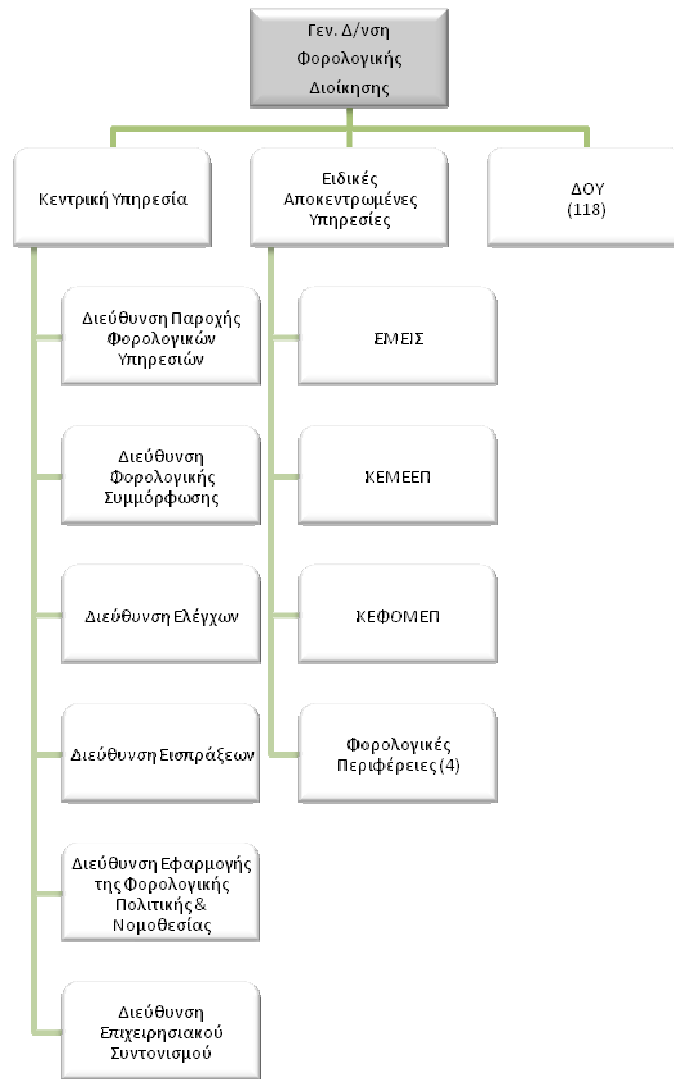 Γεν. Δ/νση
Φορολογικής
Διοίκησης
Κεντρική Υπηρεσία
Ειδικές
Αποκεντρωμένες
Υπηρεσίες
ΔΟΥ
(118)
Διεύθυνση Παροχής
Φορολογικών
Υπηρεσιών
Διεύθυνση
Φορολογικής
Συμμόρφωσης
Διεύθυνση Ελέγχων
Διεύθυνση Εισπράξεων
Διεύθυνση Εφαρμογής
της Φορολογικής
Πολιτικής &
Νομοθεσίας
Διεύθυνση
Επιχειρησιακού
Συντονισμού
ΕΜΕΙΣ
ΚΕΜΕΕΠ
ΚΕΦΟΜΕΠ
Φορολογικές
Περιφέρειες (4)